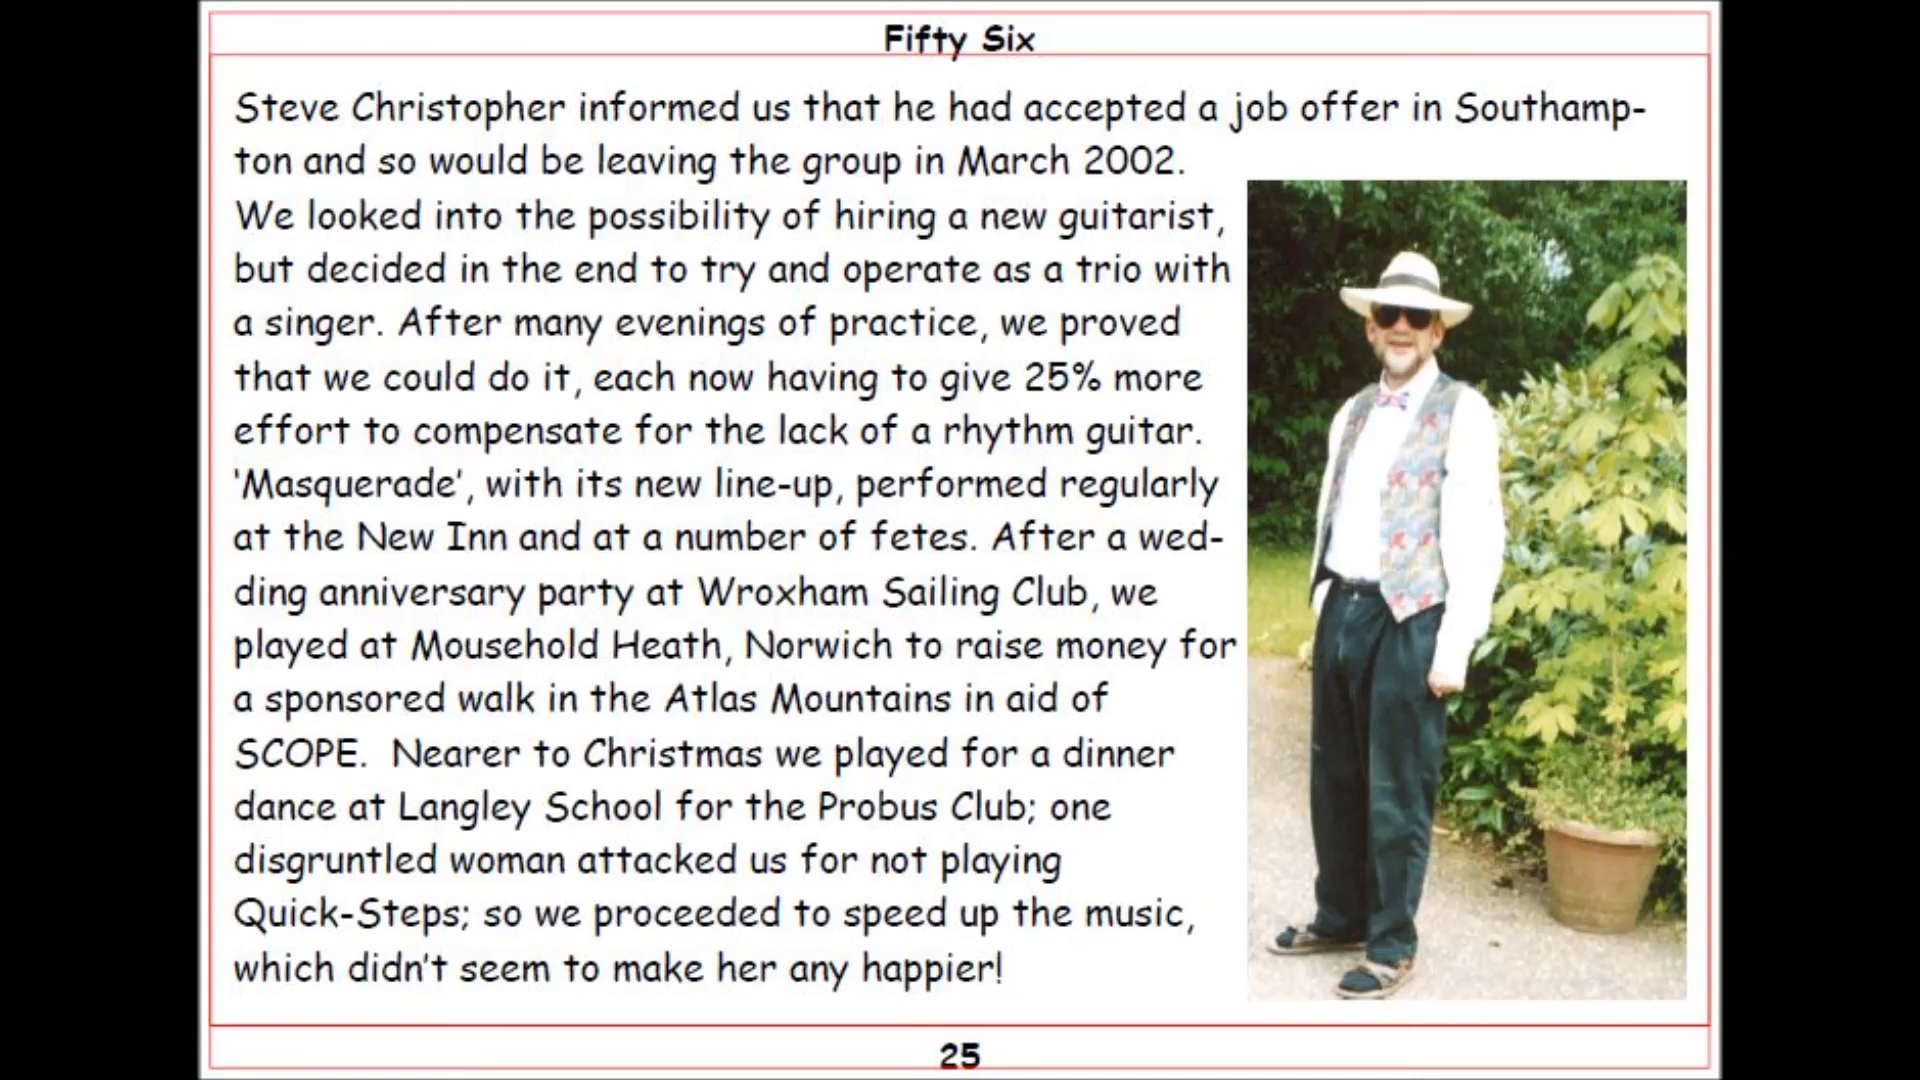 Fifty Six
Steve Christopher informed us that he had accepted a job offer in Southamp-
ton and so would be leaving the group in March 2002.
We looked into the possibility of hiring a new guitarist,
but decided in the end to try and operate as a trio with
a singer. After many evenings of practice, we proved
that we could do it, each now having to give 25% more
effort to compensate for the lack of a rhythm guitar.
‘Masquerade’, with its new line-up, performed regularly
at the New Inn and at a number of fetes. After a wed-
ding anniversary party at Wroxham Sailing Club, we
played at Mousehold Heath, Norwich to raise money for
a sponsored walk in the Atlas Mountains in aid of
SCOPE.  Nearer to Christmas we played for a dinner
dance at Langley School for the Probus Club; one
disgruntled woman attacked us for not playing
Quick-Steps; so we proceeded to speed up the music,
which didn’t seem to make her any happier!
25